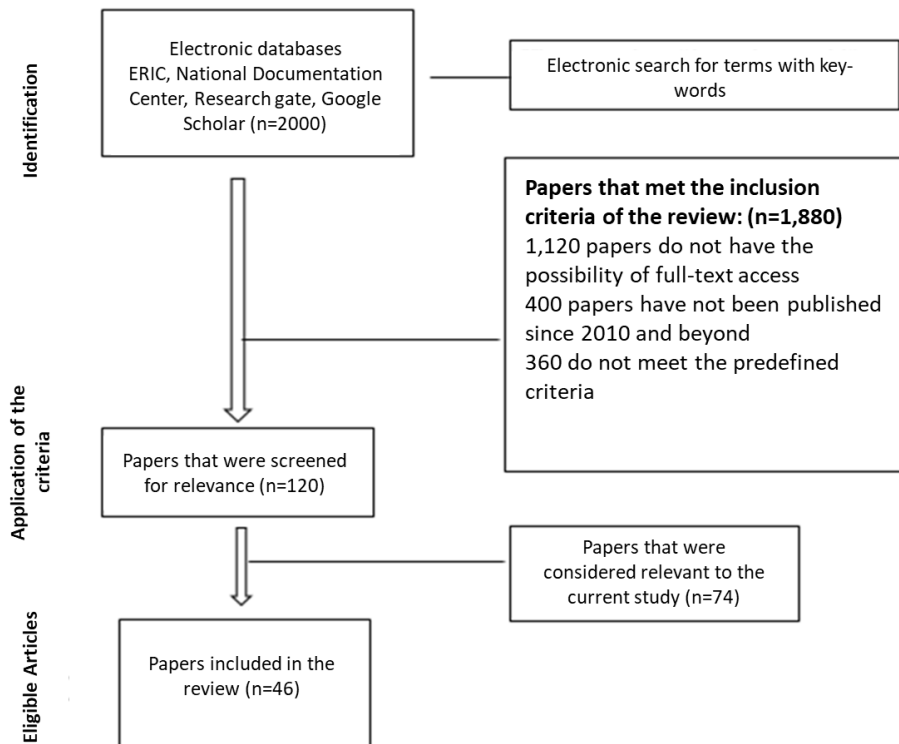 Identification
Electronic databases
ERIC, National Documentation
Center, Research gate, Google
Scholar (n=2000)
Electronic search for terms with key-
words
Papers that met the inclusion
criteria of the review: (n=1,880)
1,120 papers do not have the
possibility of full-text access
400 papers have not been published
since 2010 and beyond
360 do not meet the predefined
criteria
Application of the
criteria
Papers that were screened
for relevance (n=120)
Papers that were
considered relevant to the
current study (n=74)
Eligible Articles
Papers included in the
review (n=46)